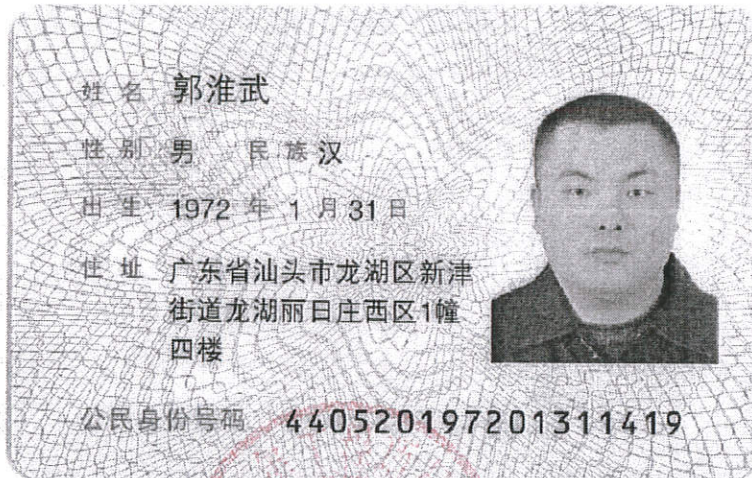 姓名 郭淮武
性别 男 民族 汉
出生 1972 年 1 月 31 日
住址 广东省汕头市龙湖区新津
街道龙湖丽日庄西区1幢
四楼
公民身份号码 440520197201311419